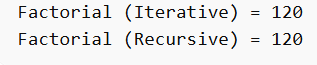 Factorial (Iterative) = 120
Factorial (Recursive) = 120